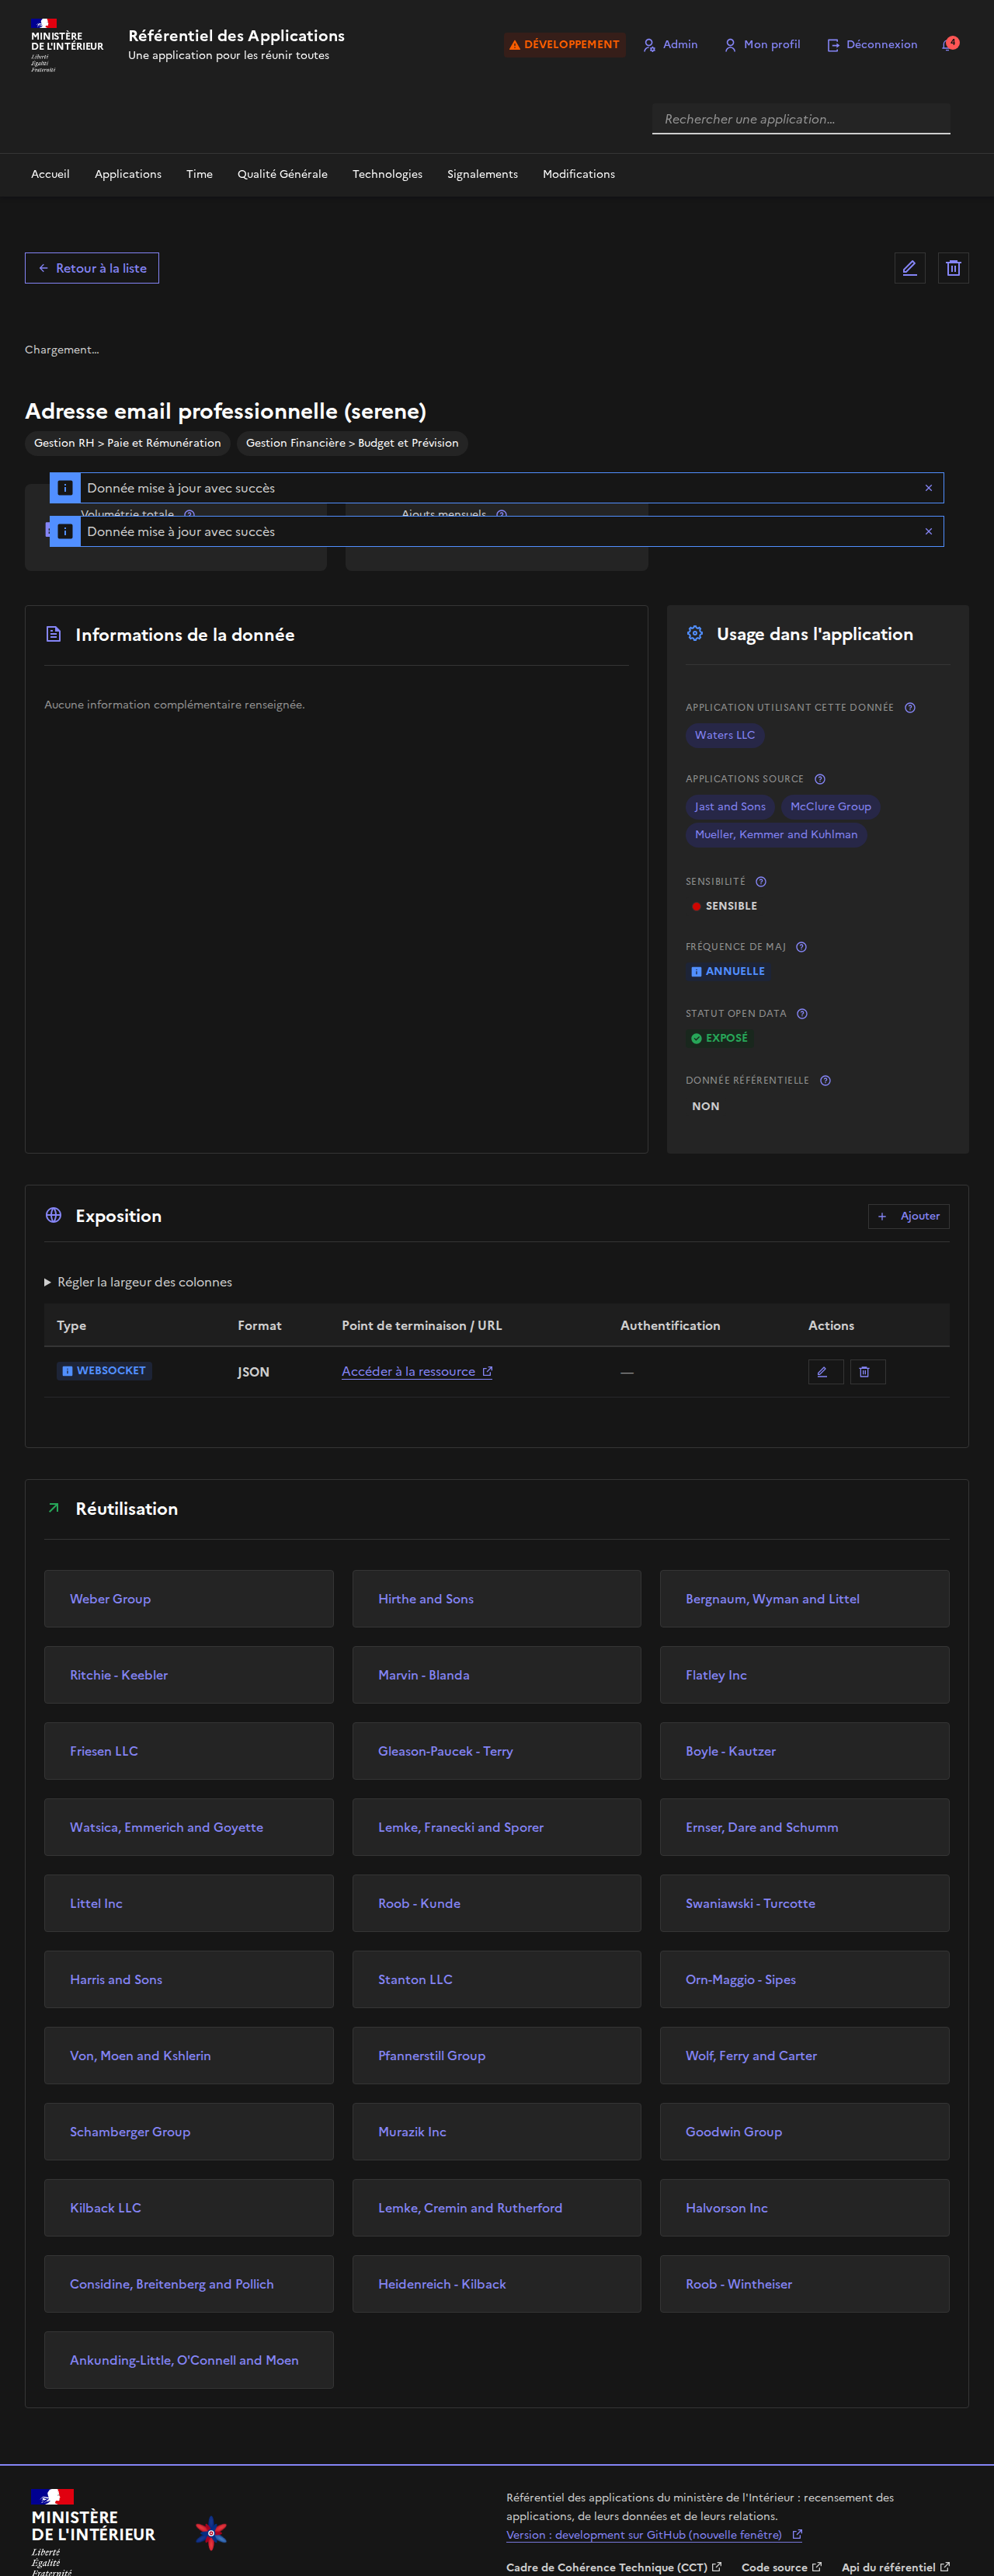 MINISTÈRE
DE L'INTÉRIEUR
Liberté
Égalité
Fraternité
Référentiel des Applications
Une application pour les réunir toutes
DÉVELOPPEMENT
Admin
Mon profil
Déconnexion
4
Rechercher une application...
Accueil
Applications
Time
Qualité Générale
Technologies
Signalements
Modifications
Retour à la liste
Chargement...
Adresse email professionnelle (serene)
Gestion RH > Paie et Rémunération
Gestion Financière > Budget et Prévision
Donnée mise à jour avec succès
Volumétrie totale
Ajouts mensuels
Donnée mise à jour avec succès
Informations de la donnée
Aucune information complémentaire renseignée.
Usage dans l'application
APPLICATION UTILISANT CETTE DONNÉE
Waters LLC
APPLICATIONS SOURCE
Jast and Sons
McClure Group
Mueller, Kemmer and Kuhlman
SENSIBILITÉ
SENSIBLE
FRÉQUENCE DE MAJ
ANNUELLE
STATUT OPEN DATA
EXPOSÉ
DONNÉE RÉFÉRENTIELLE
NON
Exposition
Ajouter
Régler la largeur des colonnes
Type
Format
Point de terminaison / URL
Authentification
Actions
WEBSOCKET
JSON
Accéder à la ressource
—
Réutilisation
Weber Group
Hirthe and Sons
Bergnaum, Wyman and Littel
Ritchie - Keebler
Marvin - Blanda
Flatley Inc
Friesen LLC
Gleason-Paucek - Terry
Boyle - Kautzer
Watsica, Emmerich and Goyette
Lemke, Franecki and Sporer
Ernser, Dare and Schumm
Littel Inc
Roob - Kunde
Swaniawski - Turcotte
Harris and Sons
Stanton LLC
Orn-Maggio - Sipes
Von, Moen and Kshlerin
Pfannerstill Group
Wolf, Ferry and Carter
Schamberger Group
Murazik Inc
Goodwin Group
Kilback LLC
Lemke, Cremin and Rutherford
Halvorson Inc
Considine, Breitenberg and Pollich
Heidenreich - Kilback
Roob - Wintheiser
Ankunding-Little, O'Connell and Moen
MINISTÈRE
DE L'INTÉRIEUR
Liberté
Égalité
Fraternité
Référentiel des applications du ministère de l'Intérieur : recensement des
applications, de leurs données et de leurs relations.
Version : development sur GitHub (nouvelle fenêtre)
Cadre de Cohérence Technique (CCT)
Code source
Api du référentiel